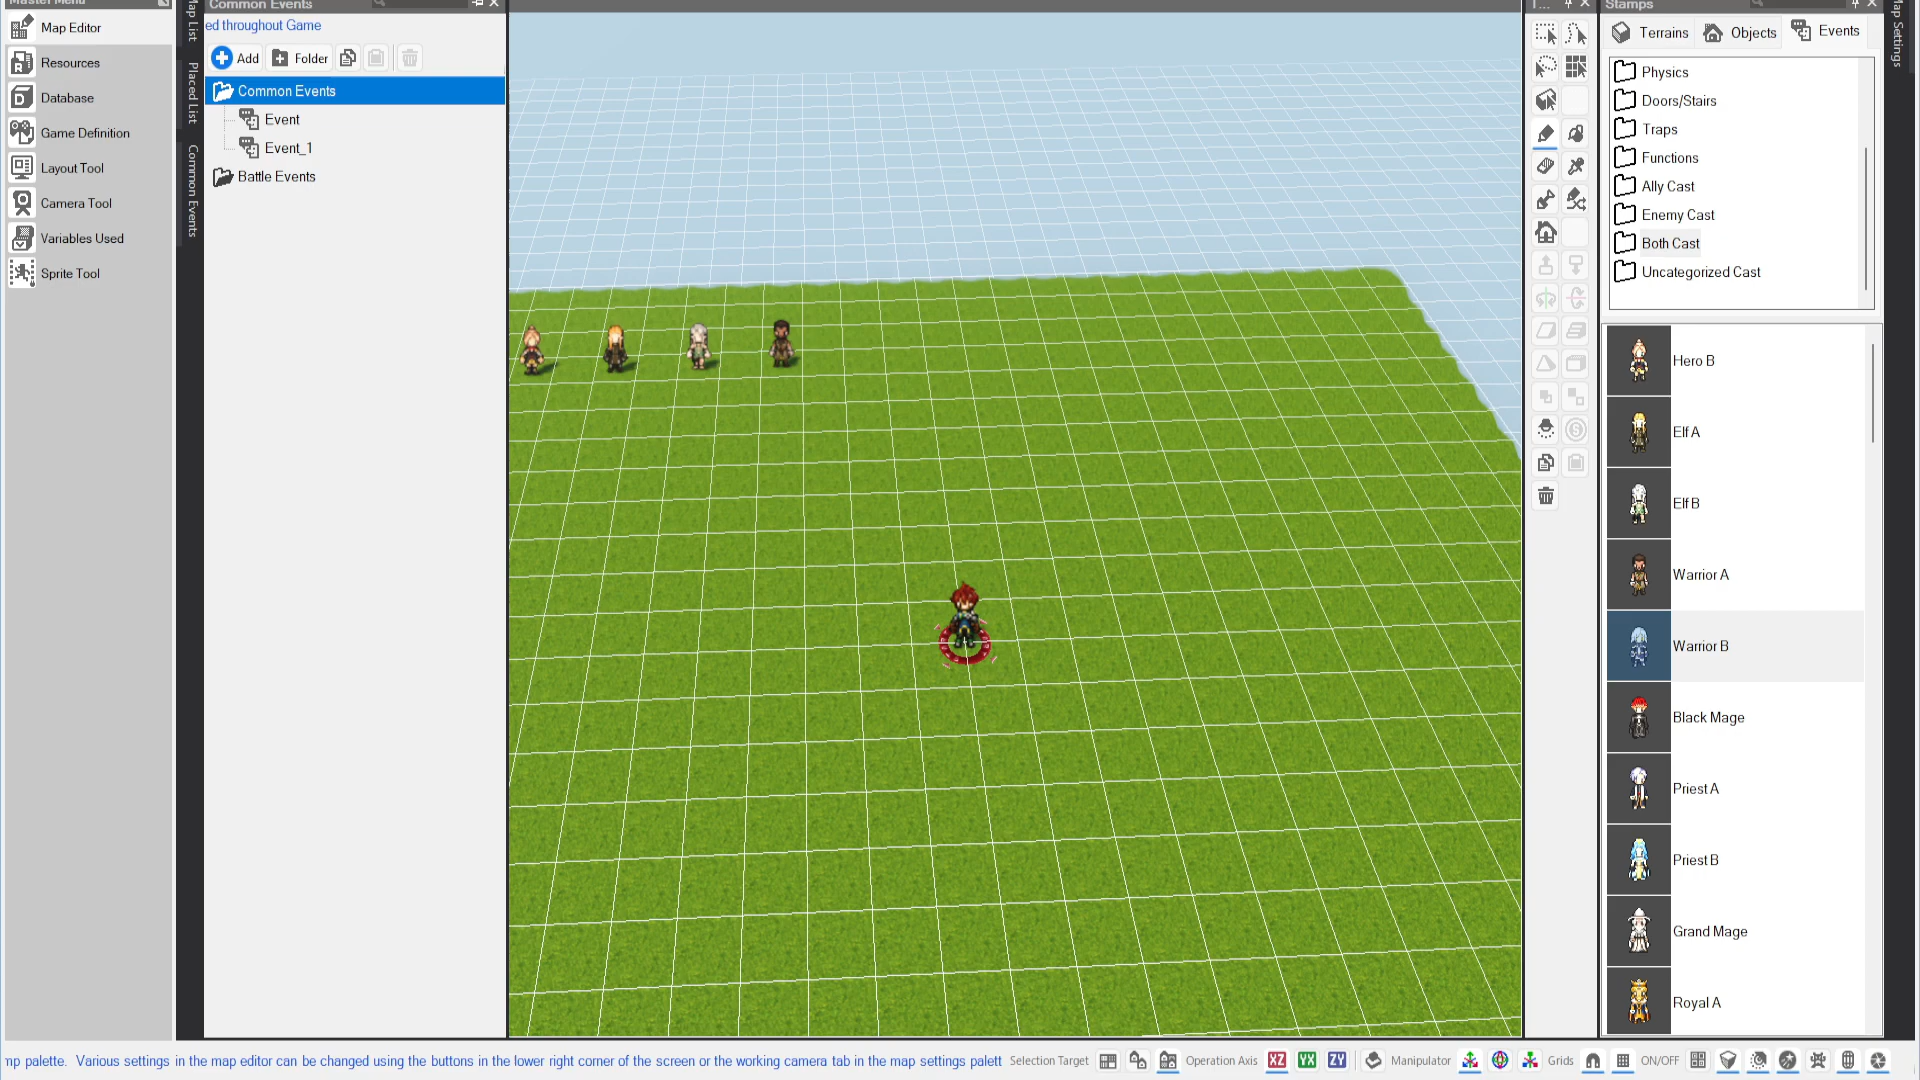 Master Menu
Map Editor
Resources
Database
Game Definition
Layout Tool
Camera Tool
Variables Used
Sprite Tool
Map List
Placed List
Common Events
Common Events
ed throughout Game
Add
Folder
Common Events
Event
Event_1
Battle Events
T...
Stamps
Terrains
Objects
Events
Physics
Doors/Stairs
Traps
Functions
Ally Cast
Enemy Cast
Both Cast
Uncategorized Cast
Hero B
Elf A
Elf B
Warrior A
Warrior B
Black Mage
Priest A
Priest B
Grand Mage
Royal A
Map Settings
mp palette. Various settings in the map editor can be changed using the buttons in the lower right corner of the screen or the working camera tab in the map settings palett
Selection Target
Operation Axis
XZ
YX
ZY
Manipulator
Grids
ON/OFF